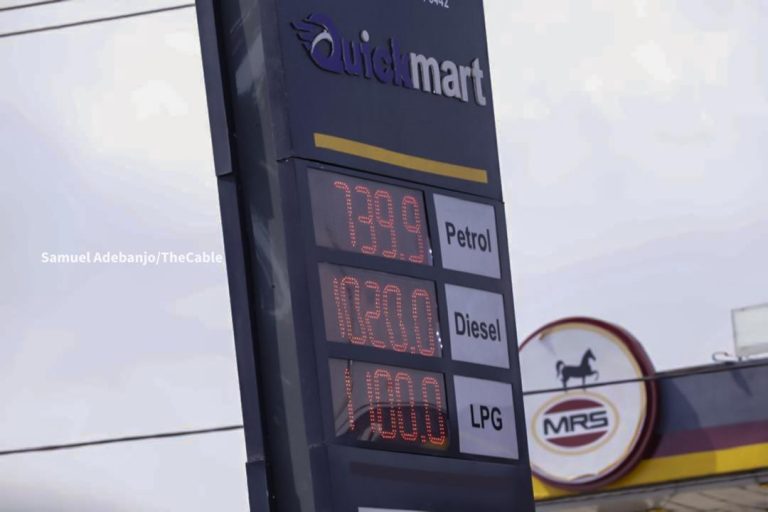 Quickmart
739.9 Petrol
1020.0 Diesel
1100.0 LPG
MRS
Samuel Adebanjo/TheCable